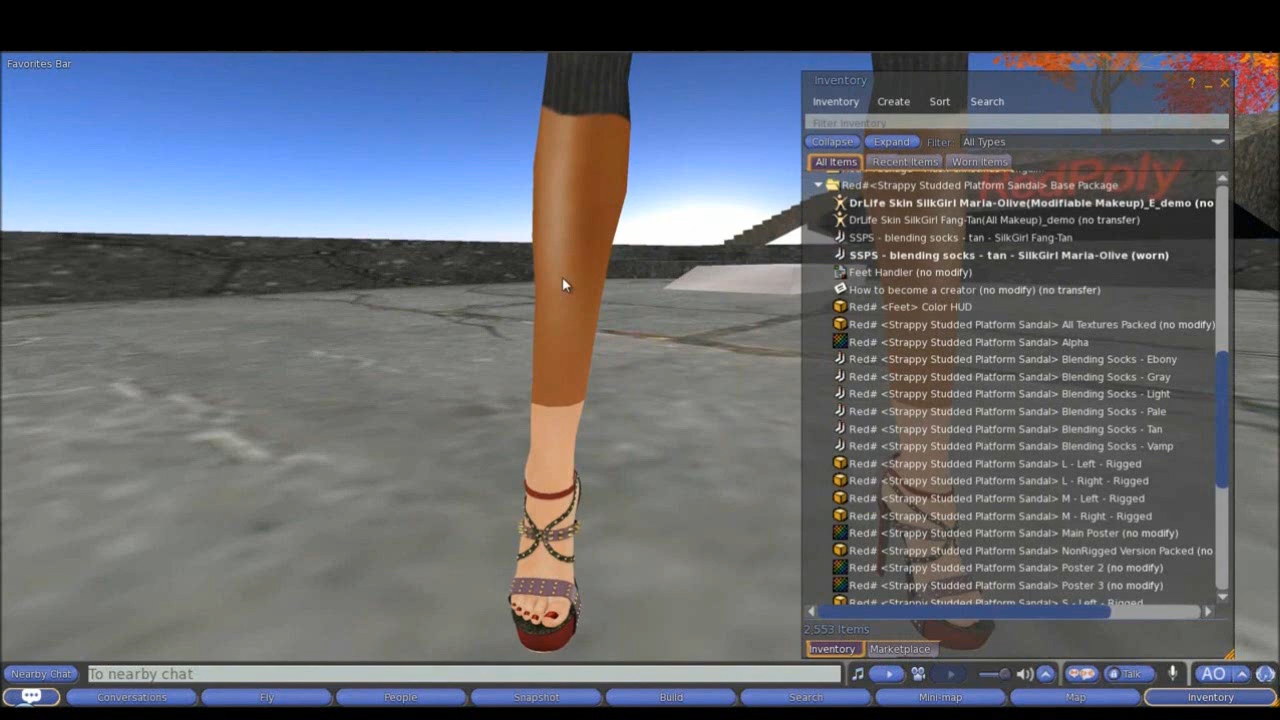 Favorites Bar
Inventory
? _ X
Inventory Create Sort Search
Filter Inventory
Collapse Expand Filter: All Types
All Items Recent Items Worn Items
RedPoly
Red#<Strappy Studded Platform Sandal> Base Package
DrLife Skin SilkGirl Maria-Olive(Modifiable Makeup)_E_demo (no
DrLife Skin SilkGirl Fang-Tan(All Makeup)_demo (no transfer)
SSPS - blending socks - tan - SilkGirl Fang-Tan
SSPS - blending socks - tan - SilkGirl Maria-Olive (worn)
Feet Handler (no modify)
How to become a creator (no modify) (no transfer)
Red# <Feet> Color HUD
Red# <Strappy Studded Platform Sandal> All Textures Packed (no modify)
Red# <Strappy Studded Platform Sandal> Alpha
Red# <Strappy Studded Platform Sandal> Blending Socks - Ebony
Red# <Strappy Studded Platform Sandal> Blending Socks - Gray
Red# <Strappy Studded Platform Sandal> Blending Socks - Light
Red# <Strappy Studded Platform Sandal> Blending Socks - Pale
Red# <Strappy Studded Platform Sandal> Blending Socks - Tan
Red# <Strappy Studded Platform Sandal> Blending Socks - Vamp
Red# <Strappy Studded Platform Sandal> L - Left - Rigged
Red# <Strappy Studded Platform Sandal> L - Right - Rigged
Red# <Strappy Studded Platform Sandal> M - Left - Rigged
Red# <Strappy Studded Platform Sandal> M - Right - Rigged
Red# <Strappy Studded Platform Sandal> Main Poster (no modify)
Red# <Strappy Studded Platform Sandal> NonRigged Version Packed (no
Red# <Strappy Studded Platform Sandal> Poster 2 (no modify)
Red# <Strappy Studded Platform Sandal> Poster 3 (no modify)
Red# <Strappy Studded Platform Sandal> S - Left - Rigged
2,553 Items
Inventory Marketplace
Nearby Chat To nearby chat Talk AO
Conversations Fly People Snapshot Build Search Mini-map Map Inventory